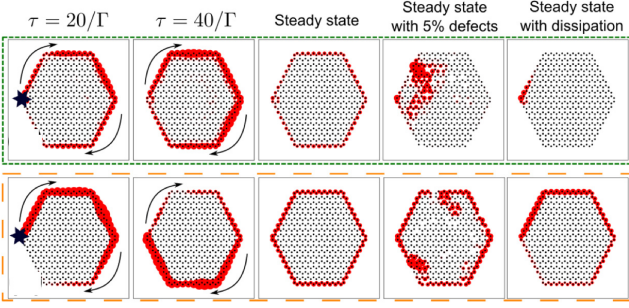 τ = 20/Γ
τ = 40/Γ
Steady state
Steady state
with 5% defects
Steady state
with dissipation